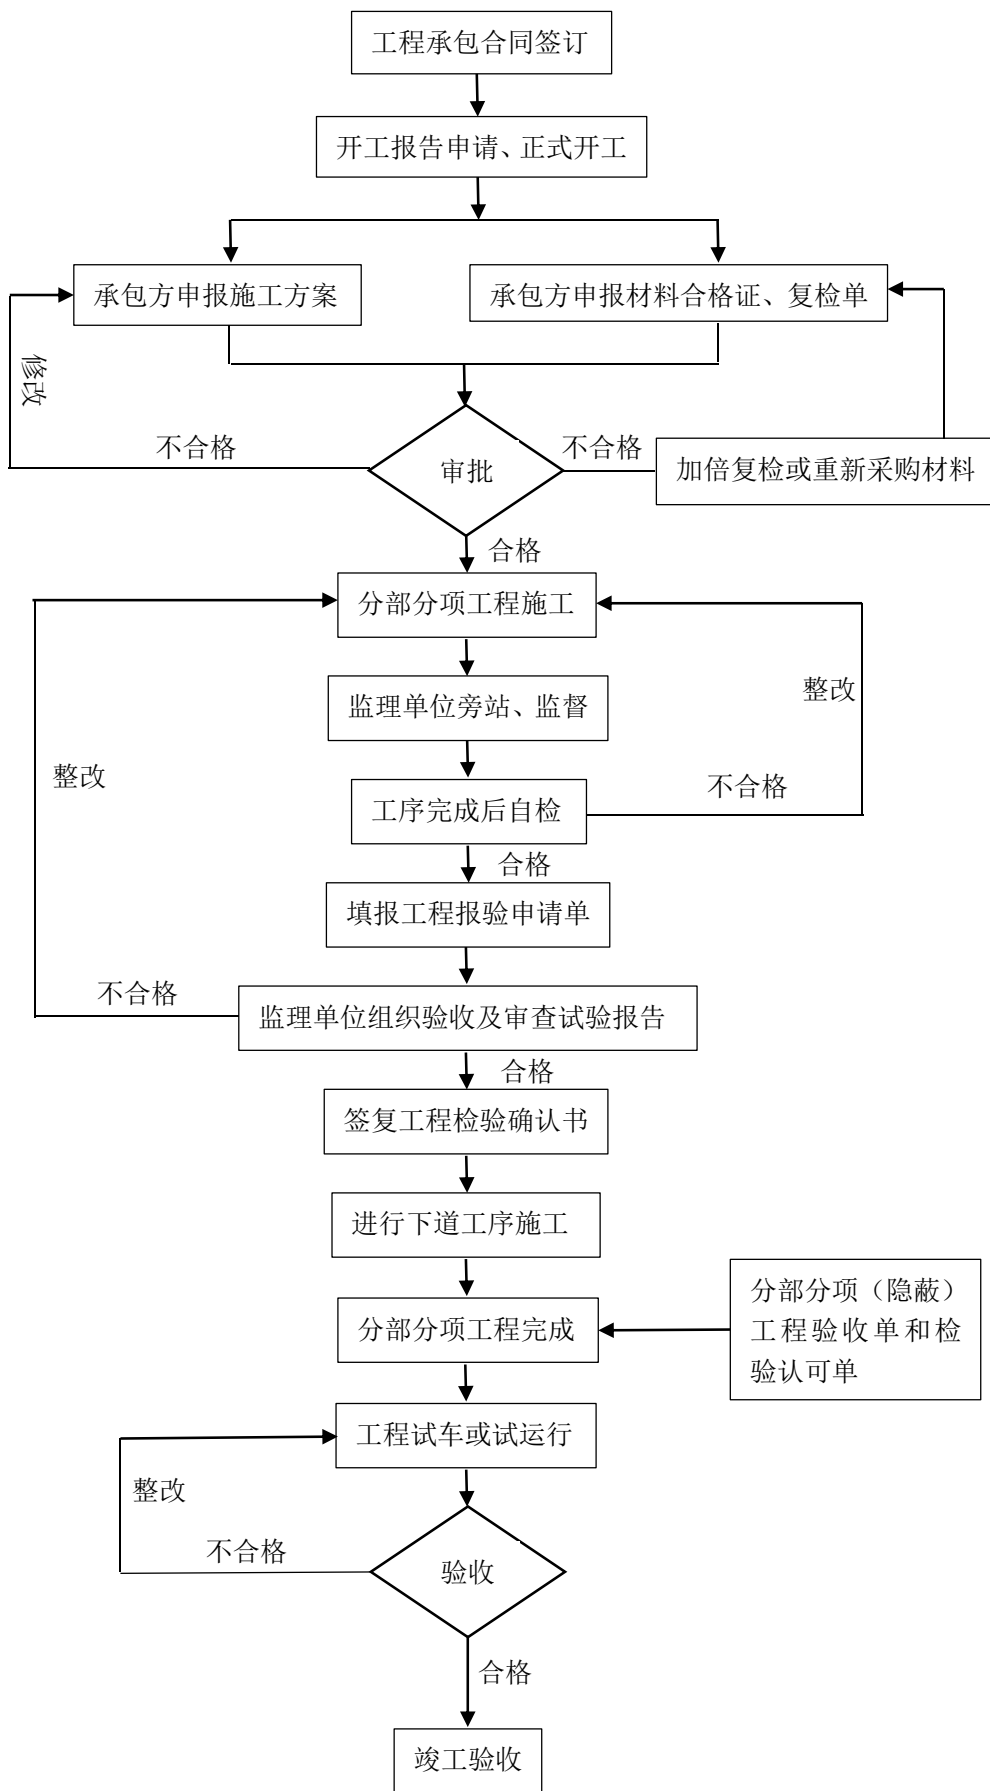 工程承包合同签订
开工报告申请、正式开工
承包方申报施工方案
承包方申报材料合格证、复检单
修改
不合格
审批
不合格
加倍复检或重新采购材料
合格
分部分项工程施工
监理单位旁站、监督
整改
整改
工序完成后自检
不合格
合格
填报工程报验申请单
不合格
监理单位组织验收及审查试验报告
合格
签复工程检验确认书
进行下道工序施工
分部分项工程完成
分部分项（隐蔽）
工程验收单和检
验认可单
工程试车或试运行
整改
不合格
验收
合格
竣工验收